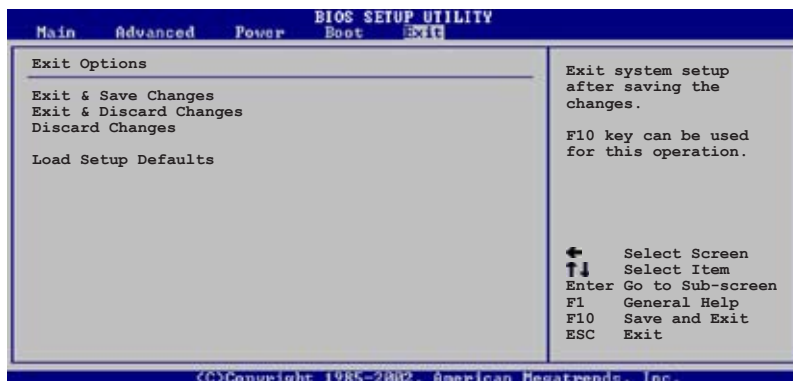 BIOS SETUP UTILITY
Main Advanced Power Boot Exit
Exit Options
Exit & Save Changes
Exit & Discard Changes
Discard Changes
Load Setup Defaults
Exit system setup
after saving the
changes.
F10 key can be used
for this operation.
← Select Screen
↑↓ Select Item
Enter Go to Sub-screen
F1 General Help
F10 Save and Exit
ESC Exit
(C)Copyright 1985-2002, American Megatrends, Inc.